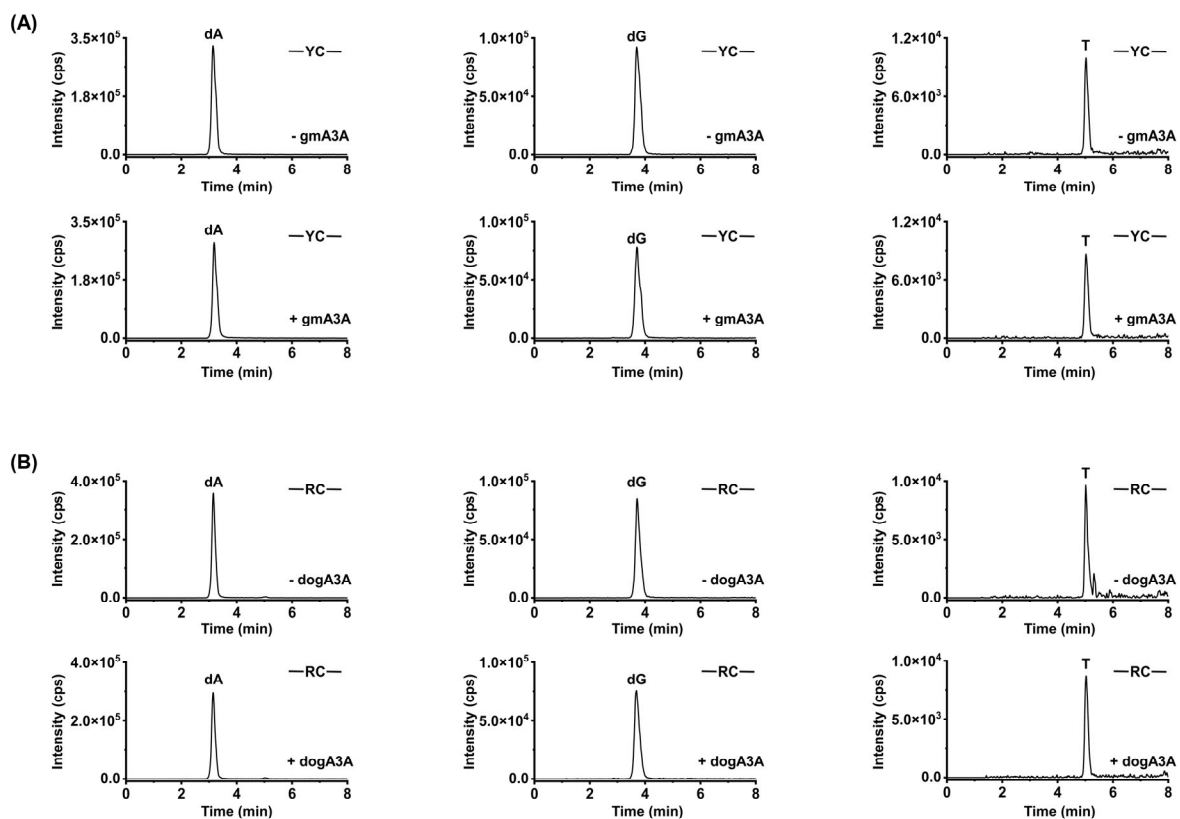 (A)
3.5×10⁵
1.8×10⁵
0.0
Intensity (cps)
dA
—YC—
- gmA3A
0 2 4 6 8
Time (min)
1.0×10⁵
5.0×10⁴
0.0
Intensity (cps)
dG
—YC—
- gmA3A
0 2 4 6 8
Time (min)
1.2×10⁴
6.0×10³
0.0
Intensity (cps)
T
—YC—
- gmA3A
0 2 4 6 8
Time (min)
3.5×10⁵
1.8×10⁵
0.0
Intensity (cps)
dA
—YC—
+ gmA3A
0 2 4 6 8
Time (min)
1.0×10⁵
5.0×10⁴
0.0
Intensity (cps)
dG
—YC—
+ gmA3A
0 2 4 6 8
Time (min)
1.2×10⁴
6.0×10³
0.0
Intensity (cps)
T
—YC—
+ gmA3A
0 2 4 6 8
Time (min)
(B)
4.0×10⁵
2.0×10⁵
0.0
Intensity (cps)
dA
—RC—
- dogA3A
0 2 4 6 8
Time (min)
1.0×10⁵
5.0×10⁴
0.0
Intensity (cps)
dG
—RC—
- dogA3A
0 2 4 6 8
Time (min)
1.0×10⁴
5.0×10³
0.0
Intensity (cps)
T
—RC—
- dogA3A
0 2 4 6 8
Time (min)
4.0×10⁵
2.0×10⁵
0.0
Intensity (cps)
dA
—RC—
+ dogA3A
0 2 4 6 8
Time (min)
1.0×10⁵
5.0×10⁴
0.0
Intensity (cps)
dG
—RC—
+ dogA3A
0 2 4 6 8
Time (min)
1.0×10⁴
5.0×10³
0.0
Intensity (cps)
T
—RC—
+ dogA3A
0 2 4 6 8
Time (min)